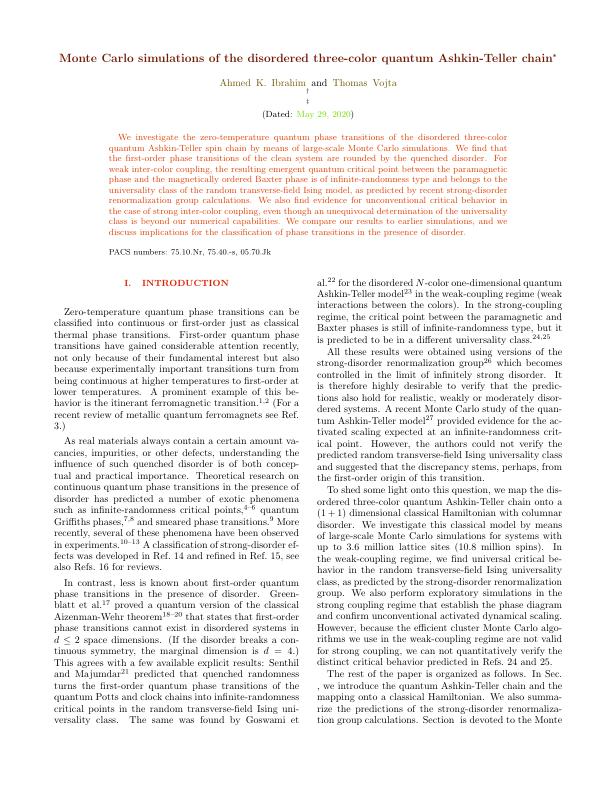 Monte Carlo simulations of the disordered three-color quantum Ashkin-Teller chain*
Ahmed K. Ibrahim and Thomas Vojta
†
‡
(Dated: May 29, 2020)
We investigate the zero-temperature quantum phase transitions of the disordered three-color
quantum Ashkin-Teller spin chain by means of large-scale Monte Carlo simulations. We find that
the first-order phase transitions of the clean system are rounded by the quenched disorder. For
weak inter-color coupling, the resulting emergent quantum critical point between the paramagnetic
phase and the magnetically ordered Baxter phase is of infinite-randomness type and belongs to the
universality class of the random transverse-field Ising model, as predicted by recent strong-disorder
renormalization group calculations. We also find evidence for unconventional critical behavior in
the case of strong inter-color coupling, even though an unequivocal determination of the universality
class is beyond our numerical capabilities. We compare our results to earlier simulations, and we
discuss implications for the classification of phase transitions in the presence of disorder.
PACS numbers: 75.10.Nr, 75.40.-s, 05.70.Jk
I. INTRODUCTION
Zero-temperature quantum phase transitions can be
classified into continuous or first-order just as classical
thermal phase transitions. First-order quantum phase
transitions have gained considerable attention recently,
not only because of their fundamental interest but also
because experimentally important transitions turn from
being continuous at higher temperatures to first-order at
lower temperatures. A prominent example of this be-
havior is the itinerant ferromagnetic transition.1,2 (For a
recent review of metallic quantum ferromagnets see Ref.
3.)
As real materials always contain a certain amount va-
cancies, impurities, or other defects, understanding the
influence of such quenched disorder is of both concep-
tual and practical importance. Theoretical research on
continuous quantum phase transitions in the presence of
disorder has predicted a number of exotic phenomena
such as infinite-randomness critical points,4–6 quantum
Griffiths phases,7,8 and smeared phase transitions.9 More
recently, several of these phenomena have been observed
in experiments.10–13 A classification of strong-disorder ef-
fects was developed in Ref. 14 and refined in Ref. 15, see
also Refs. 16 for reviews.
In contrast, less is known about first-order quantum
phase transitions in the presence of disorder. Green-
blatt et al.17 proved a quantum version of the classical
Aizenman-Wehr theorem18–20 that states that first-order
phase transitions cannot exist in disordered systems in
d ≤ 2 space dimensions. (If the disorder breaks a con-
tinuous symmetry, the marginal dimension is d = 4.)
This agrees with a few available explicit results: Senthil
and Majumdar21 predicted that quenched randomness
turns the first-order quantum phase transitions of the
quantum Potts and clock chains into infinite-randomness
critical points in the random transverse-field Ising uni-
versality class. The same was found by Goswami et
al.22 for the disordered N-color one-dimensional quantum
Ashkin-Teller model23 in the weak-coupling regime (weak
interactions between the colors). In the strong-coupling
regime, the critical point between the paramagnetic and
Baxter phases is still of infinite-randomness type, but it
is predicted to be in a different universality class.24,25
All these results were obtained using versions of the
strong-disorder renormalization group26 which becomes
controlled in the limit of infinitely strong disorder. It
is therefore highly desirable to verify that the predic-
tions also hold for realistic, weakly or moderately disor-
dered systems. A recent Monte Carlo study of the quan-
tum Ashkin-Teller model27 provided evidence for the ac-
tivated scaling expected at an infinite-randomness crit-
ical point. However, the authors could not verify the
predicted random transverse-field Ising universality class
and suggested that the discrepancy stems, perhaps, from
the first-order origin of this transition.
To shed some light onto this question, we map the dis-
ordered three-color quantum Ashkin-Teller chain onto a
(1 + 1) dimensional classical Hamiltonian with columnar
disorder. We investigate this classical model by means
of large-scale Monte Carlo simulations for systems with
up to 3.6 million lattice sites (10.8 million spins). In
the weak-coupling regime, we find universal critical be-
havior in the random transverse-field Ising universality
class, as predicted by the strong-disorder renormalization
group. We also perform exploratory simulations in the
strong coupling regime that establish the phase diagram
and confirm unconventional activated dynamical scaling.
However, because the efficient cluster Monte Carlo algo-
rithms we use in the weak-coupling regime are not valid
for strong coupling, we can not quantitatively verify the
distinct critical behavior predicted in Refs. 24 and 25.
The rest of the paper is organized as follows. In Sec.
, we introduce the quantum Ashkin-Teller chain and the
mapping onto a classical Hamiltonian. We also summa-
rize the predictions of the strong-disorder renormaliza-
tion group calculations. Section is devoted to the Monte